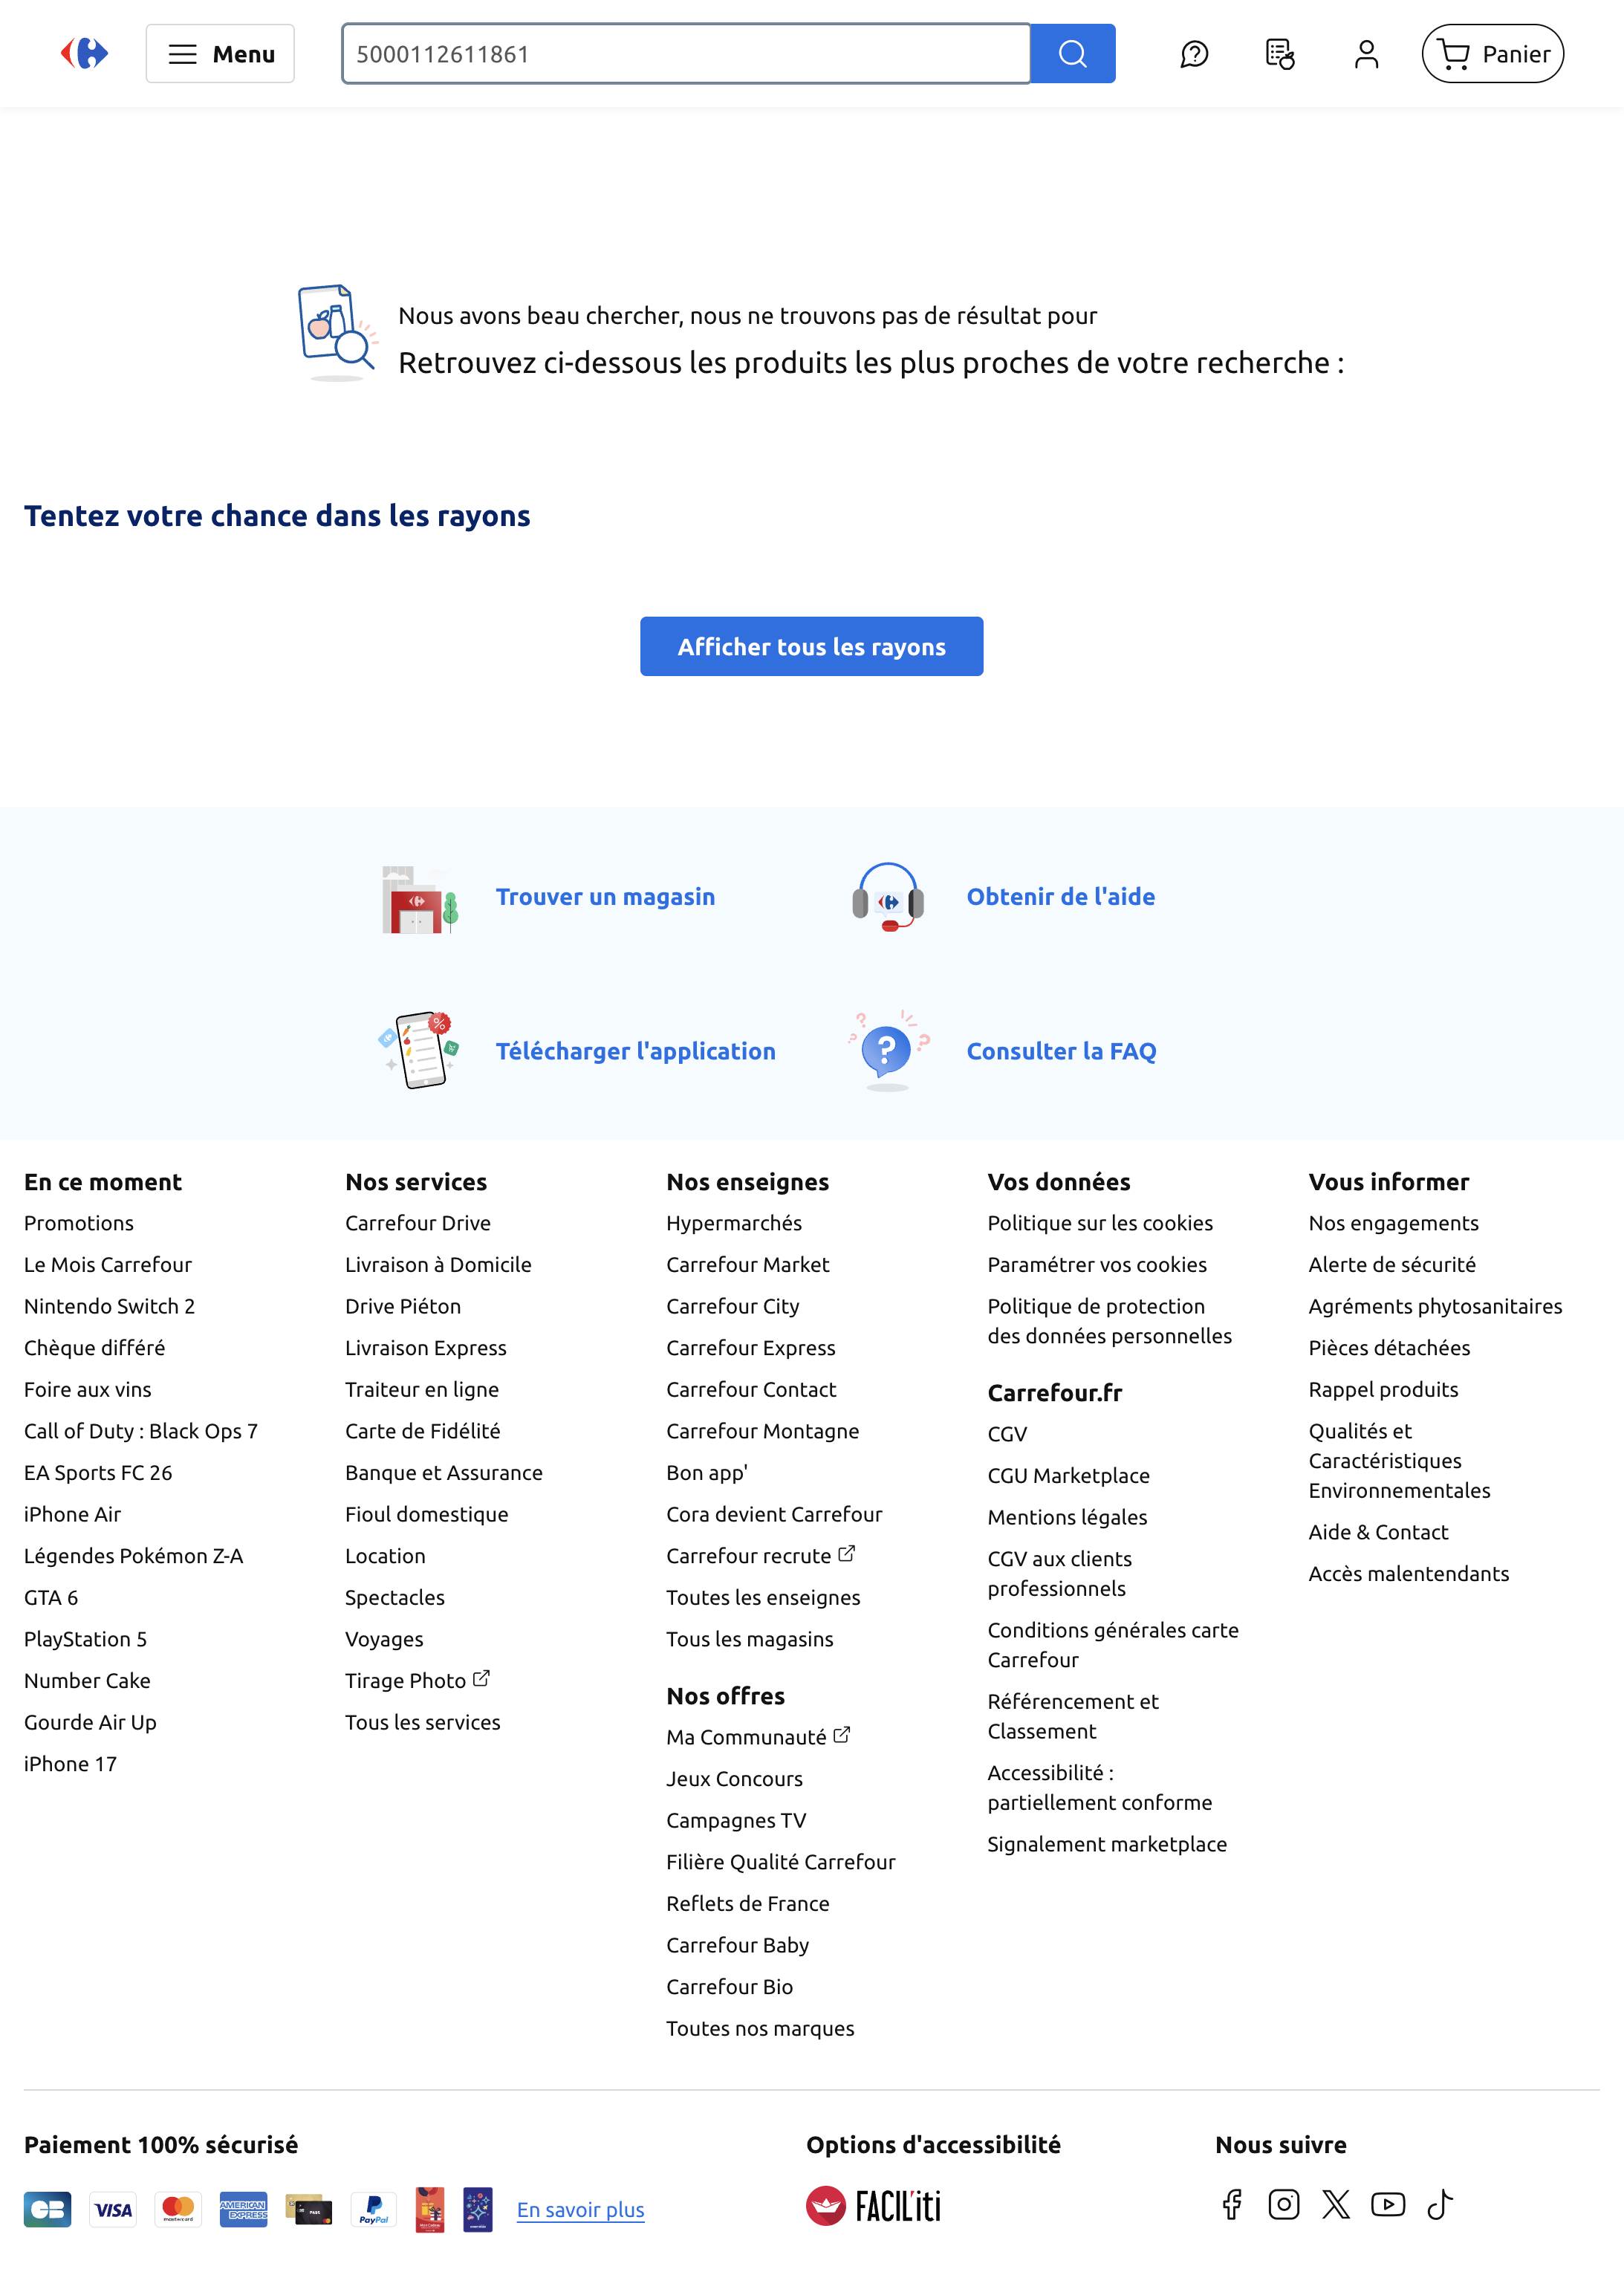 Menu
5000112611861
Panier
Nous avons beau chercher, nous ne trouvons pas de résultat pour
Retrouvez ci-dessous les produits les plus proches de votre recherche :
Tentez votre chance dans les rayons
Afficher tous les rayons
Trouver un magasin
Obtenir de l'aide
Télécharger l'application
Consulter la FAQ
En ce moment
Promotions
Le Mois Carrefour
Nintendo Switch 2
Chèque différé
Foire aux vins
Call of Duty : Black Ops 7
EA Sports FC 26
iPhone Air
Légendes Pokémon Z-A
GTA 6
PlayStation 5
Number Cake
Gourde Air Up
iPhone 17
Nos services
Carrefour Drive
Livraison à Domicile
Drive Piéton
Livraison Express
Traiteur en ligne
Carte de Fidélité
Banque et Assurance
Fioul domestique
Location
Spectacles
Voyages
Tirage Photo
Tous les services
Nos enseignes
Hypermarchés
Carrefour Market
Carrefour City
Carrefour Express
Carrefour Contact
Carrefour Montagne
Bon app'
Cora devient Carrefour
Carrefour recrute
Toutes les enseignes
Tous les magasins
Nos offres
Ma Communauté
Jeux Concours
Campagnes TV
Filière Qualité Carrefour
Reflets de France
Carrefour Baby
Carrefour Bio
Toutes nos marques
Vos données
Politique sur les cookies
Paramétrer vos cookies
Politique de protection
des données personnelles
Carrefour.fr
CGV
CGU Marketplace
Mentions légales
CGV aux clients
professionnels
Conditions générales carte
Carrefour
Référencement et
Classement
Accessibilité :
partiellement conforme
Signalement marketplace
Vous informer
Nos engagements
Alerte de sécurité
Agréments phytosanitaires
Pièces détachées
Rappel produits
Qualités et
Caractéristiques
Environnementales
Aide & Contact
Accès malentendants
Paiement 100% sécurisé
CB
VISA
mastercard
AMERICAN
EXPRESS
PASS
PayPal
En savoir plus
Options d'accessibilité
FACIL'iti
Nous suivre